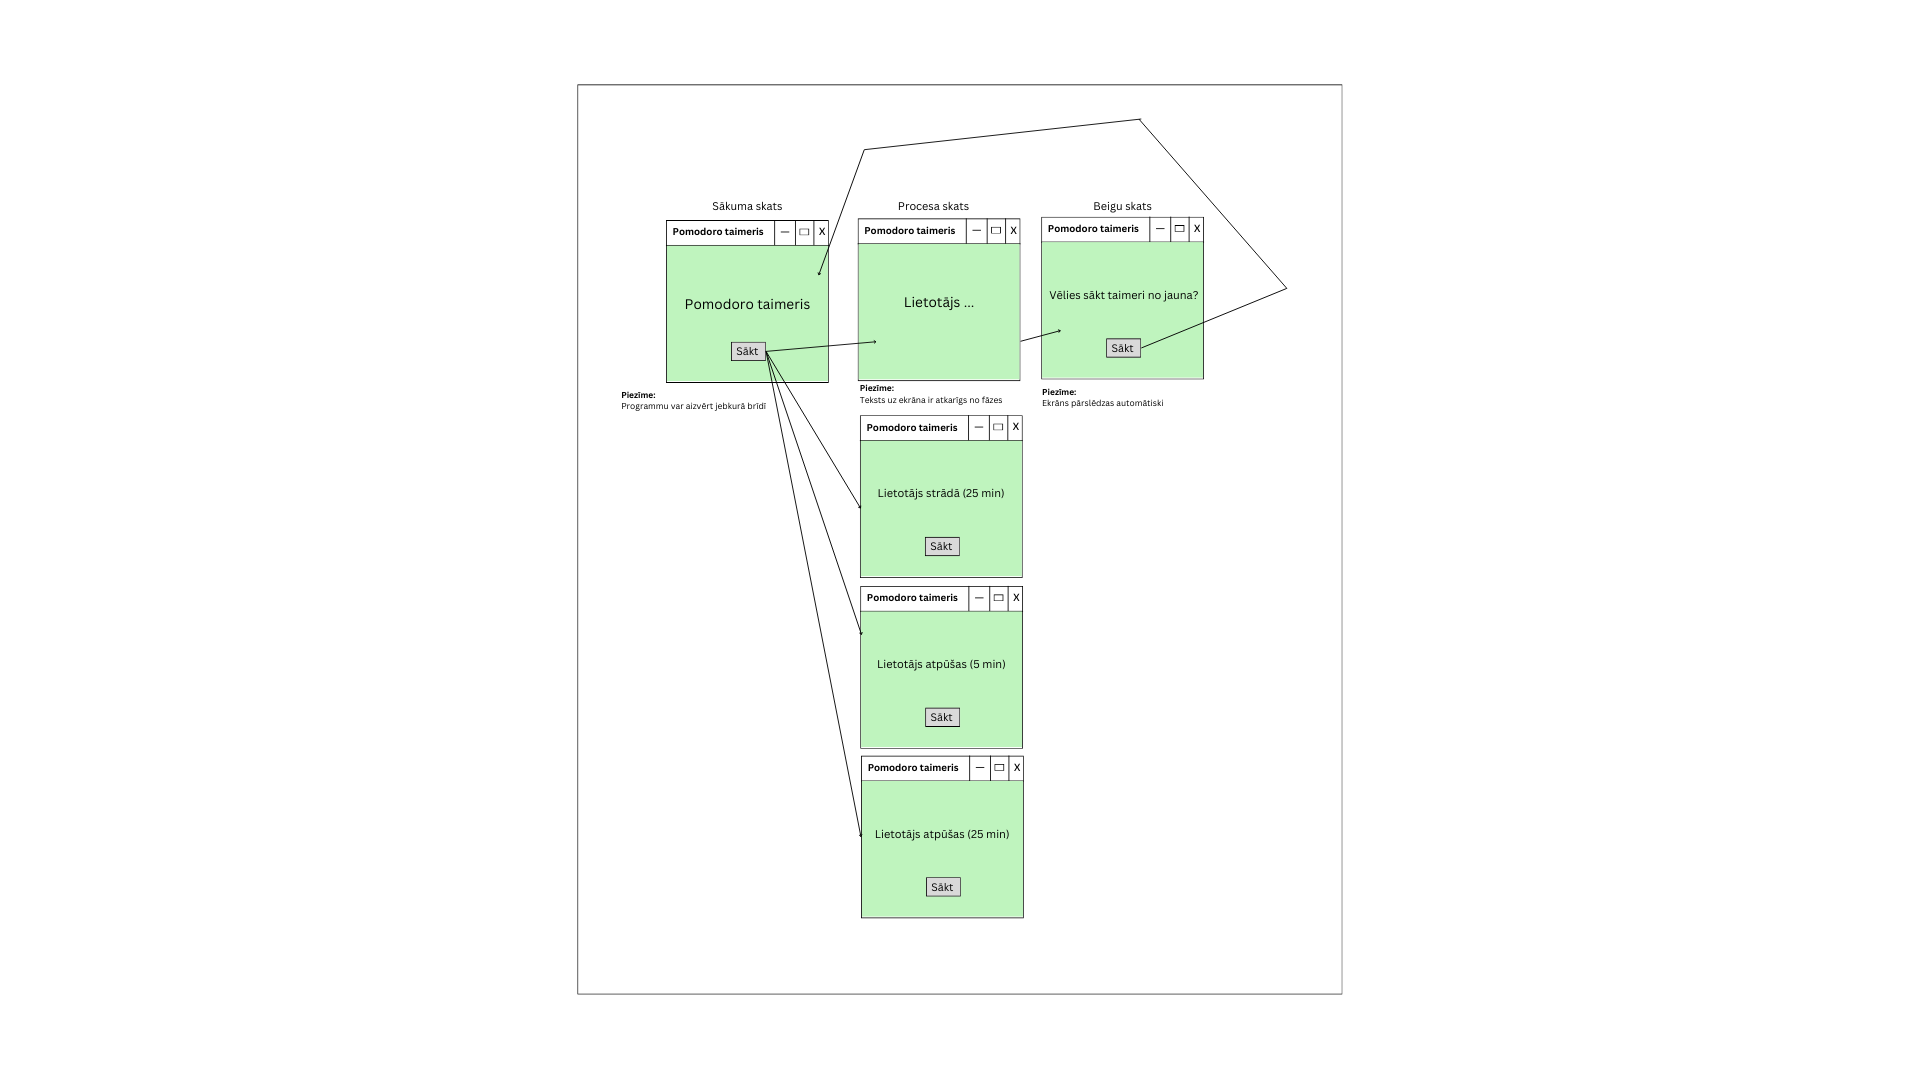 Sākuma skats
Pomodoro taimeris
X
Pomodoro taimeris
Sākt
Piezīme:
Programmu var aizvērt jebkurā brīdī
Procesa skats
Pomodoro taimeris
X
Lietotājs ...
Piezīme:
Teksts uz ekrāna ir atkarīgs no fāzes
Beigu skats
Pomodoro taimeris
X
Vēlies sākt taimeri no jauna?
Sākt
Piezīme:
Ekrāns pārslēdzas automātiski
Pomodoro taimeris
X
Lietotājs strādā (25 min)
Sākt
Pomodoro taimeris
X
Lietotājs atpūšas (5 min)
Sākt
Pomodoro taimeris
X
Lietotājs atpūšas (25 min)
Sākt